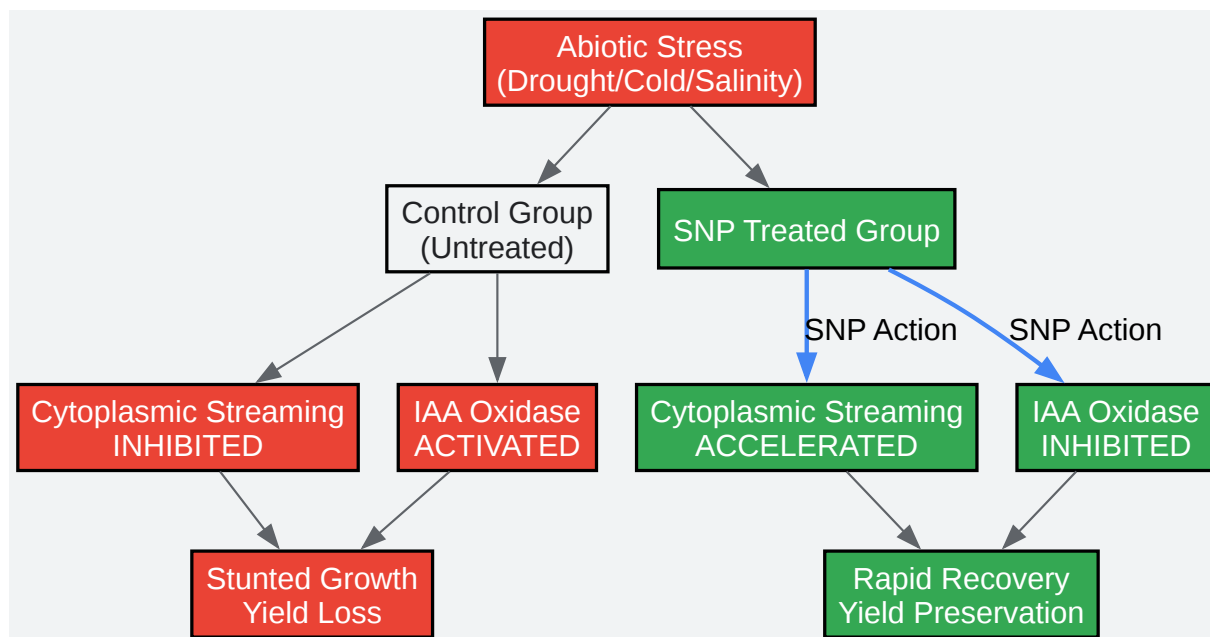 Abiotic Stress
(Drought/Cold/Salinity)
Control Group
(Untreated)
SNP Treated Group
SNP Action
SNP Action
Cytoplasmic Streaming
INHIBITED
IAA Oxidase
ACTIVATED
Cytoplasmic Streaming
ACCELERATED
IAA Oxidase
INHIBITED
Stunted Growth
Yield Loss
Rapid Recovery
Yield Preservation